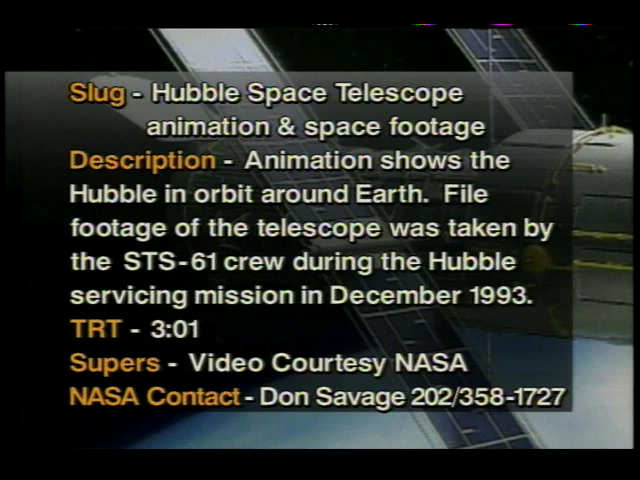 Slug - Hubble Space Telescope
animation & space footage
Description - Animation shows the
Hubble in orbit around Earth. File
footage of the telescope was taken by
the STS-61 crew during the Hubble
servicing mission in December 1993.
TRT - 3:01
Supers - Video Courtesy NASA
NASA Contact - Don Savage 202/358-1727